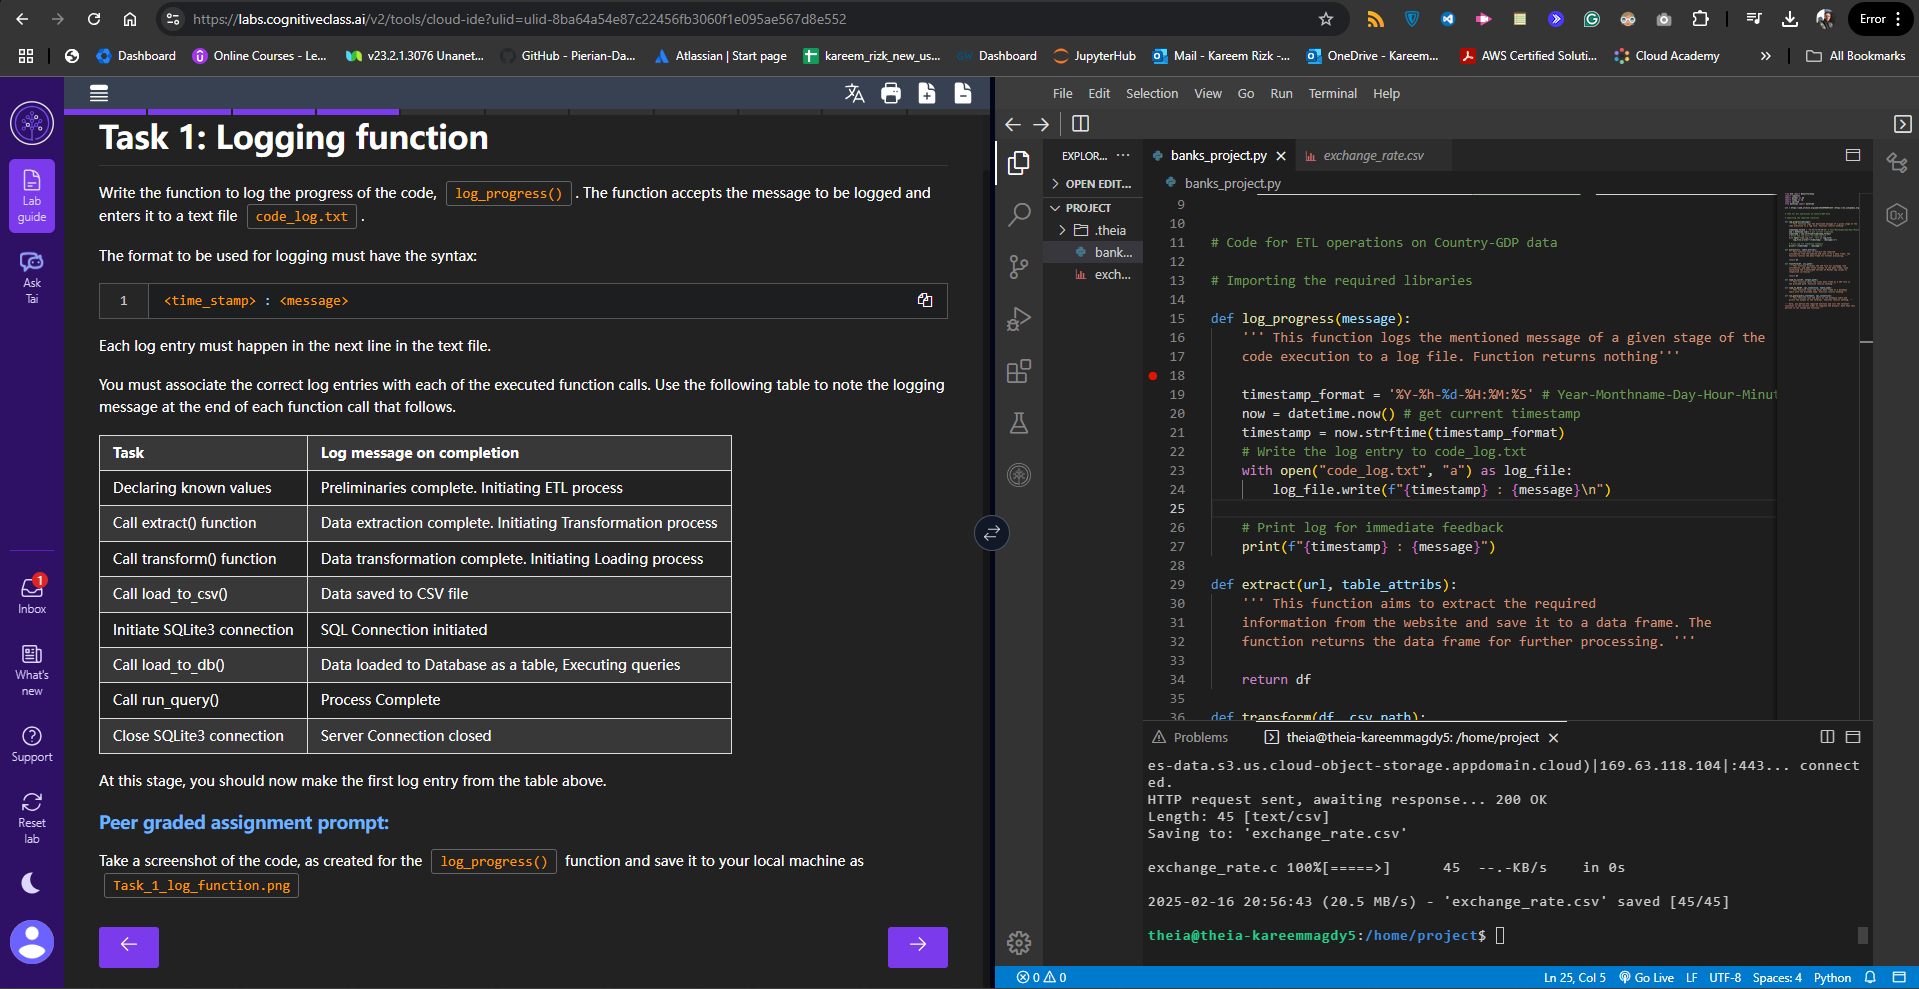 https://labs.cognitiveclass.ai/v2/tools/cloud-ide?ulid=ulid-8ba64a54e87c22456fb3060f1e095ae567d8e552
Error
Dashboard
Online Courses - Le...
v23.2.1.3076 Unanet...
GitHub - Pierian-Da...
Atlassian | Start page
kareem_rizk_new_us...
Dashboard
JupyterHub
Mail - Kareem Rizk -...
OneDrive - Kareem...
AWS Certified Soluti...
Cloud Academy
»
All Bookmarks
Lab guide
Ask Tai
1
Inbox
What's new
Support
Reset lab
Task 1: Logging function
Write the function to log the progress of the code, log_progress() . The function accepts the message to be logged and
enters it to a text file code_log.txt .
The format to be used for logging must have the syntax:
1 <time_stamp> : <message>
Each log entry must happen in the next line in the text file.
You must associate the correct log entries with each of the executed function calls. Use the following table to note the logging
message at the end of each function call that follows.
Task Log message on completion
Declaring known values Preliminaries complete. Initiating ETL process
Call extract() function Data extraction complete. Initiating Transformation process
Call transform() function Data transformation complete. Initiating Loading process
Call load_to_csv() Data saved to CSV file
Initiate SQLite3 connection SQL Connection initiated
Call load_to_db() Data loaded to Database as a table, Executing queries
Call run_query() Process Complete
Close SQLite3 connection Server Connection closed
At this stage, you should now make the first log entry from the table above.
Peer graded assignment prompt:
Take a screenshot of the code, as created for the log_progress() function and save it to your local machine as
Task_1_log_function.png
File Edit Selection View Go Run Terminal Help
EXPLOR... ...
OPEN EDIT...
PROJECT
.theia
bank...
exch...
banks_project.py
exchange_rate.csv
banks_project.py
9
10
11 # Code for ETL operations on Country-GDP data
12
13 # Importing the required libraries
14
15 def log_progress(message):
16 ''' This function logs the mentioned message of a given stage of the
17 code execution to a log file. Function returns nothing'''
18
19 timestamp_format = '%Y-%h-%d-%H:%M:%S' # Year-Monthname-Day-Hour-Minut
20 now = datetime.now() # get current timestamp
21 timestamp = now.strftime(timestamp_format)
22 # Write the log entry to code_log.txt
23 with open("code_log.txt", "a") as log_file:
24 log_file.write(f"{timestamp} : {message}\n")
25
26 # Print log for immediate feedback
27 print(f"{timestamp} : {message}")
28
29 def extract(url, table_attribs):
30 ''' This function aims to extract the required
31 information from the website and save it to a data frame. The
32 function returns the data frame for further processing. '''
33
34 return df
35
36 def transform(df, csv_path):
Problems
theia@theia-kareemmagdy5: /home/project
es-data.s3.us.cloud-object-storage.appdomain.cloud)|169.63.118.104|:443... connect
ed.
HTTP request sent, awaiting response... 200 OK
Length: 45 [text/csv]
Saving to: 'exchange_rate.csv'
exchange_rate.c 100%[=====>] 45 --.-KB/s in 0s
2025-02-16 20:56:43 (20.5 MB/s) - 'exchange_rate.csv' saved [45/45]
theia@theia-kareemmagdy5:/home/project$
0 0
Ln 25, Col 5
Go Live
LF
UTF-8
Spaces: 4
Python